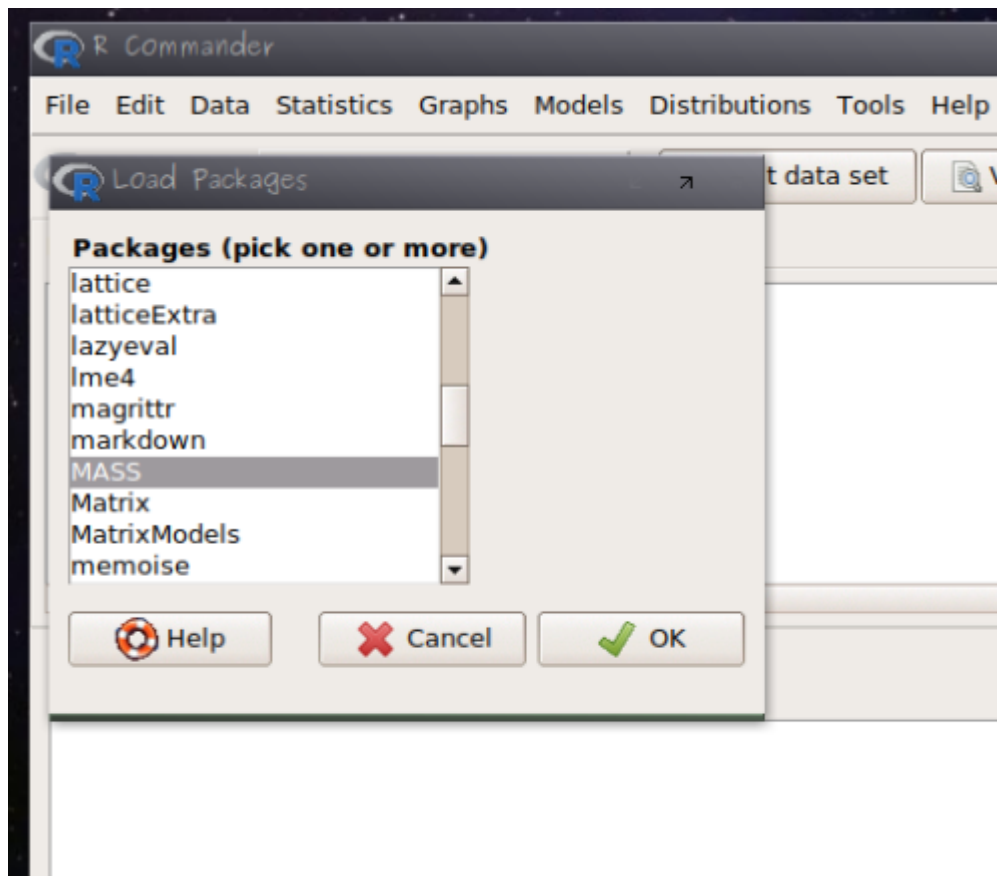 R Commander
File Edit Data Statistics Graphs Models Distributions Tools Help
Load Packages
t data set
Packages (pick one or more)
lattice
latticeExtra
lazyeval
lme4
magrittr
markdown
MASS
Matrix
MatrixModels
memoise
Help Cancel OK